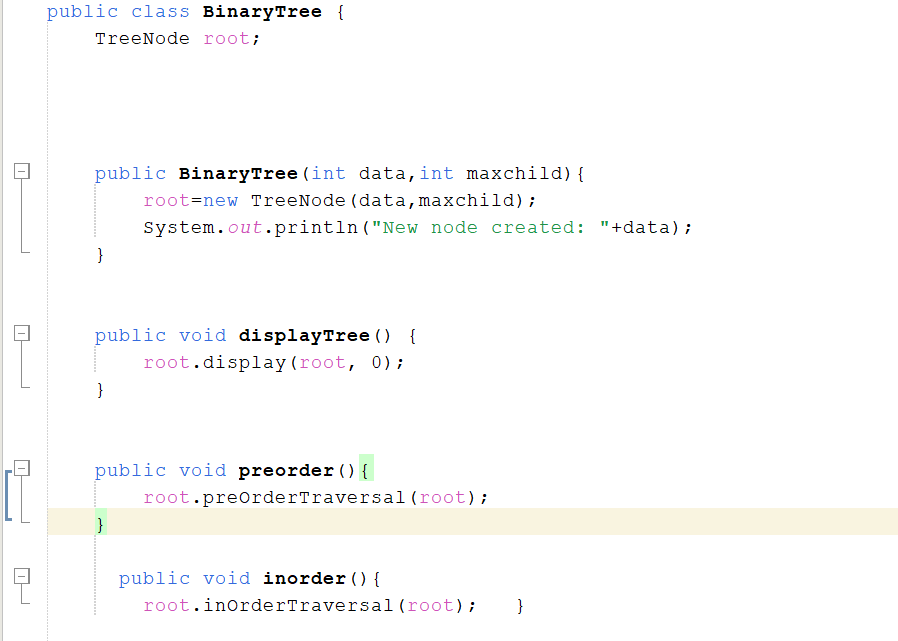 public class BinaryTree {
TreeNode root;
public BinaryTree(int data,int maxchild){
root=new TreeNode(data,maxchild);
System.out.println("New node created: "+data);
}
public void displayTree() {
root.display(root, 0);
}
public void preorder(){
root.preOrderTraversal(root);
}
public void inorder(){
root.inOrderTraversal(root);   }